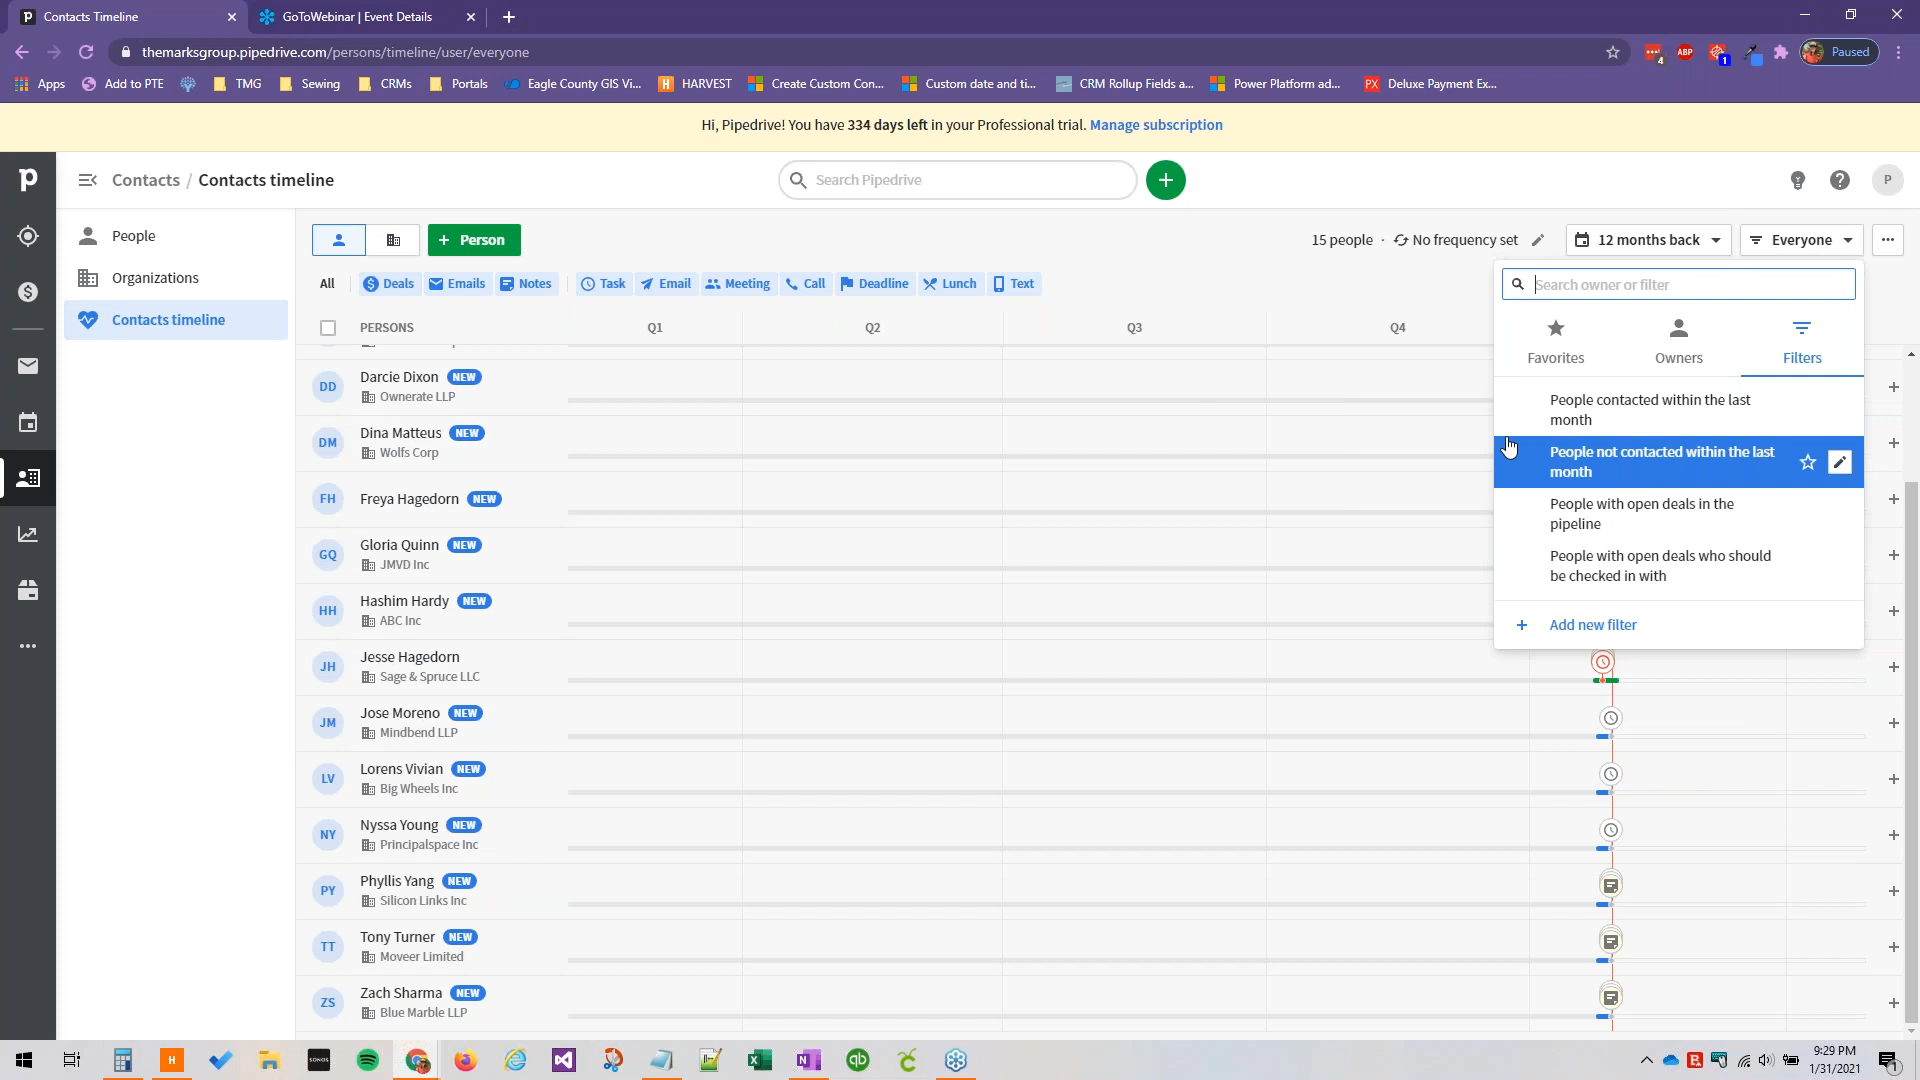 Contacts Timeline
GoToWebinar | Event Details
themarksgroup.pipedrive.com/persons/timeline/user/everyone
4
ABP
1
Paused
Apps
Add to PTE
TMG
Sewing
CRMs
Portals
Eagle County GIS Vi...
H HARVEST
Create Custom Con...
Custom date and ti...
CRM Rollup Fields a...
Power Platform ad...
PX Deluxe Payment Ex...
Hi, Pipedrive! You have 334 days left in your Professional trial. Manage subscription
Contacts / Contacts timeline
Search Pipedrive
P
People
Organizations
Contacts timeline
+ Person
15 people · No frequency set
12 months back
Everyone
All
Deals
Emails
Notes
Task
Email
Meeting
Call
Deadline
Lunch
Text
PERSONS
Q1
Q2
Q3
Q4
DD
Darcie Dixon NEW
Ownerate LLP
DM
Dina Matteus NEW
Wolfs Corp
FH
Freya Hagedorn NEW
GQ
Gloria Quinn NEW
JMVD Inc
HH
Hashim Hardy NEW
ABC Inc
JH
Jesse Hagedorn
Sage & Spruce LLC
JM
Jose Moreno NEW
Mindbend LLP
LV
Lorens Vivian NEW
Big Wheels Inc
NY
Nyssa Young NEW
Principalspace Inc
PY
Phyllis Yang NEW
Silicon Links Inc
TT
Tony Turner NEW
Moveer Limited
ZS
Zach Sharma NEW
Blue Marble LLP
Search owner or filter
Favorites
Owners
Filters
People contacted within the last
month
People not contacted within the last
month
People with open deals in the
pipeline
People with open deals who should
be checked in with
+ Add new filter
H
SONOS
qb
9:29 PM
1/31/2021
1